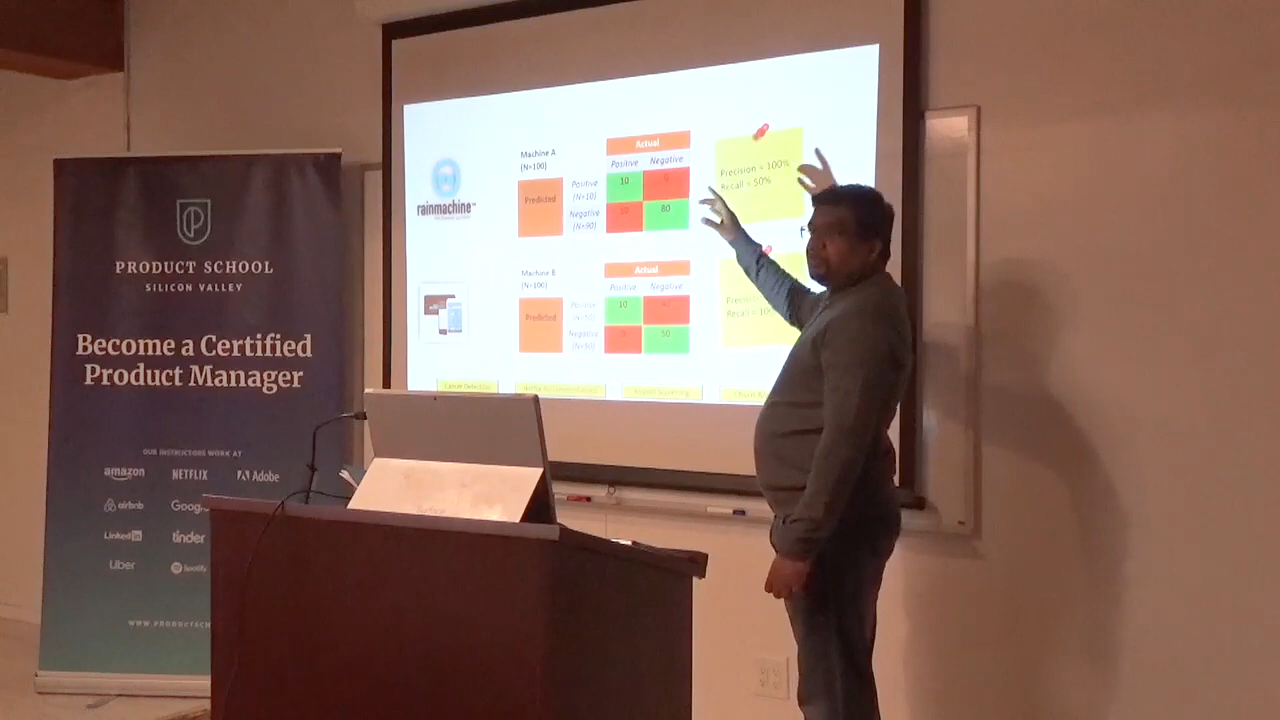 PRODUCT SCHOOL
SILICON VALLEY
Become a Certified
Product Manager
OUR INSTRUCTORS WORK AT
amazon NETFLIX Adobe
airbnb Google
LinkedIn tinder
Uber Spotify
rainmachine
Machine A
(N=100)
Actual
Positive Negative
Predicted
Positive
(N=10)
10
Negative
(N=90)
80
Precision = 100%
Recall = 50%
Machine B
(N=100)
Actual
Positive Negative
Predicted
Positive
10
Negative
(N=50)
50
Recall = 10